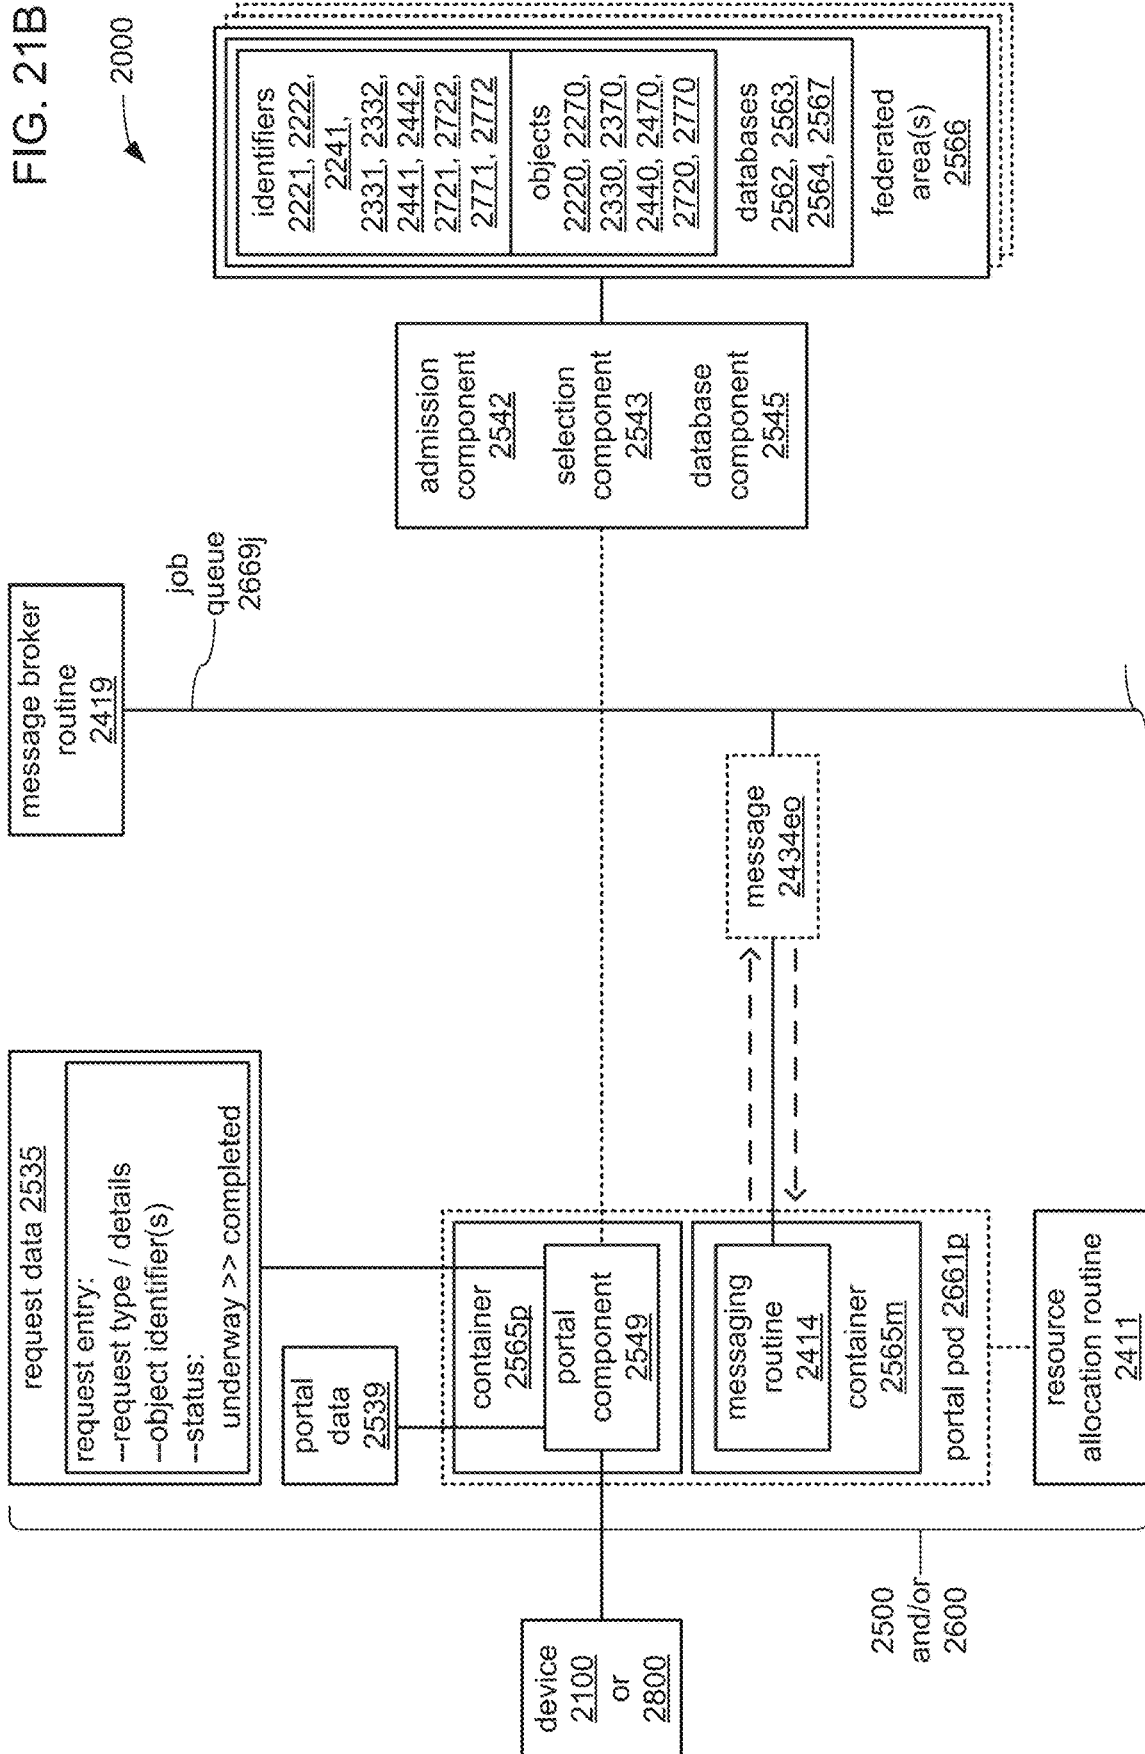 FIG. 21B
2000
request data 2535
request entry:
--request type / details
--object identifier(s)
--status:
underway >> completed
message broker
routine
2419
job
queue
2669j
identifiers
2221, 2222,
2241,
2331, 2332
2441, 2442
2721, 2722,
2771, 2772
objects
2220, 2270,
2330, 2370,
2440, 2470,
2720, 2770
databases
2562, 2563,
2564, 2567
federated
area(s)
2566
admission
component
2542
selection
component
2543
database
component
2545
portal
data
2539
container
2565p
portal
component
2549
device
2100
or
2800
messaging
routine
2414
container
2565m
portal pod 2661p
message
2434eo
resource
allocation routine
2411
2500
and/or
2600